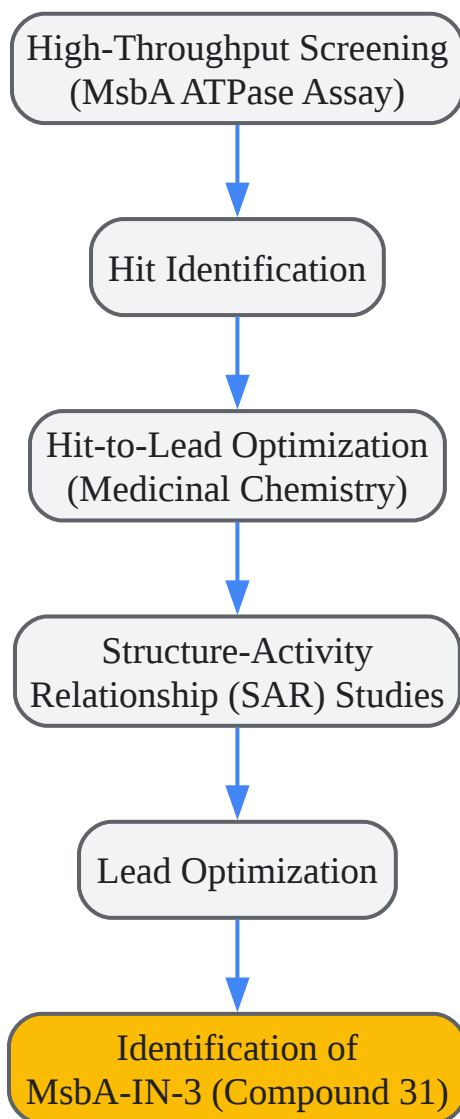 High-Throughput Screening
(MsbA ATPase Assay)
Hit Identification
Hit-to-Lead Optimization
(Medicinal Chemistry)
Structure-Activity
Relationship (SAR) Studies
Lead Optimization
Identification of
MsbA-IN-3 (Compound 31)